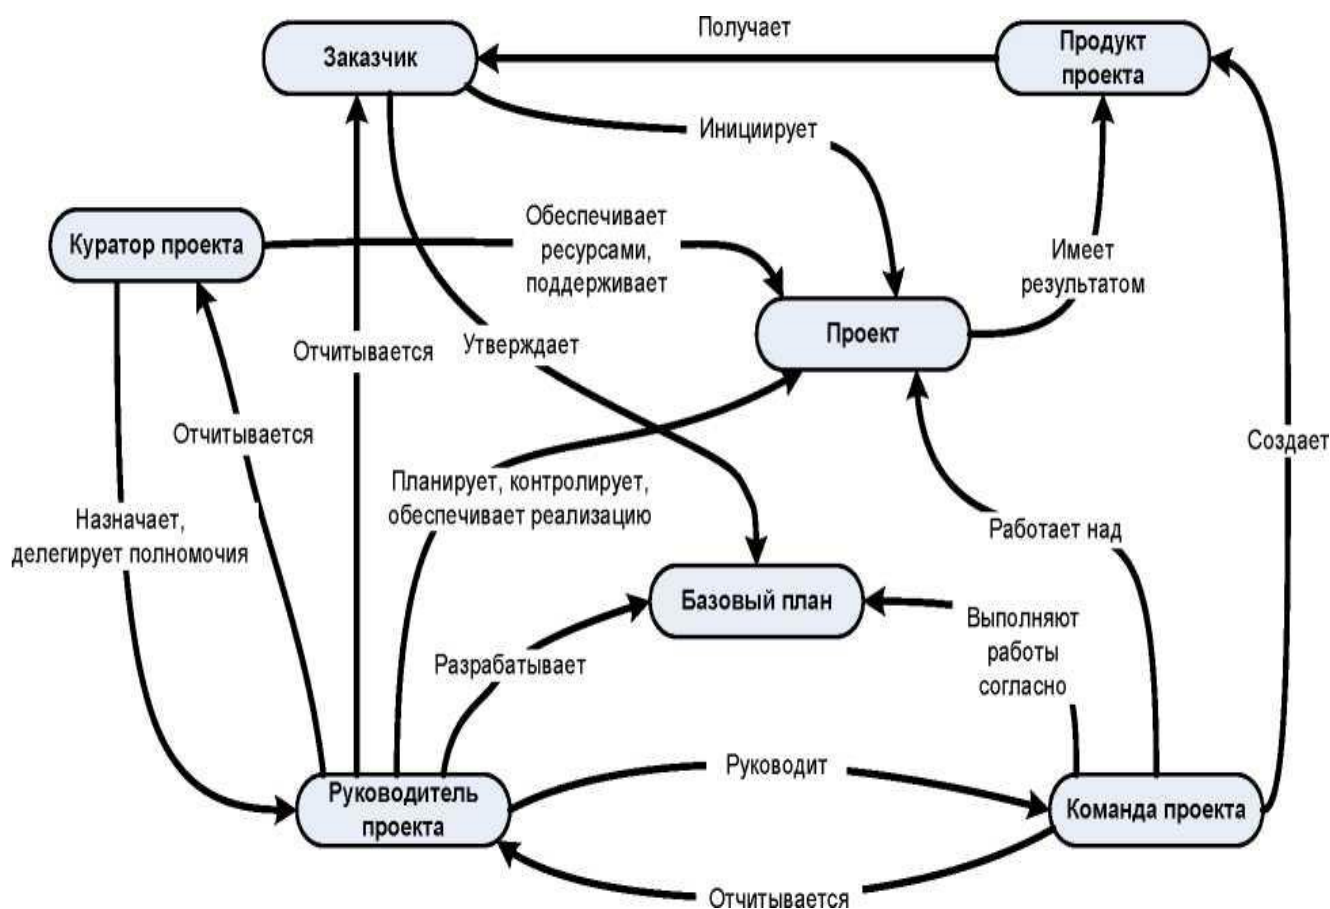 Получает
Заказчик
Продукт
проекта
Инициирует
Куратор проекта
Обеспечивает
ресурсами,
поддерживает
Имеет
результатом
Проект
Отчитывается
Утверждает
Отчитывается
Создает
Планирует, контролирует,
обеспечивает реализацию
Назначает,
делегирует полномочия
Работает над
Базовый план
Выполняют
работы
согласно
Разрабатывает
Руководит
Руководитель
проекта
Команда проекта
Отчитывается